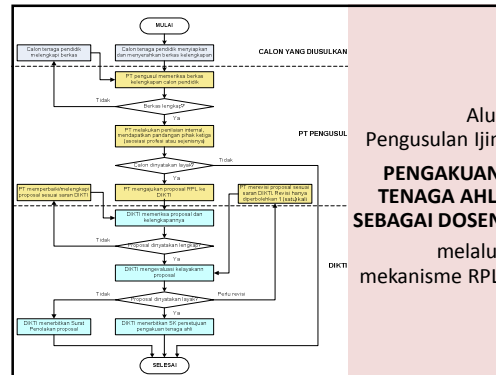 MULAI
Calon tenaga pendidik
melengkapi berkas
Calon tenaga pendidik menyiapkan
dan menyerahkan berkas kelengkapan
CALON YANG DIUSULKAN
PT pengusul memeriksa berkas
kelengkapan calon pendidik
Tidak
Berkas lengkap?
Ya
PT melakukan penilaian internal,
mendapatkan pandangan pihak ketiga
(asosiasi profesi atau sejenisnya)
PT PENGUSUL
Tidak
Calon dinyatakan layak?
Ya
PT memperbaiki/melengkapi
proposal sesuai saran DIKTI
PT mengajukan proposal RPL ke
DIKTI
PT merevisi proposal sesuai
saran DIKTI. Revisi hanya
diperbolehkan 1 (satu) kali
DIKTI memeriksa proposal dan
kelengkapannya
Tidak
Proposal dinyatakan lengkap?
Ya
DIKTI mengevaluasi kelayakann
proposal
DIKTI
Tidak
Proposal dinyatakan layak?
Perlu revisi
Ya
DIKTI menerbitkan Surat
Penolakan proposal
DIKTI menerbitkan SK persetujuan
pengakuan tenaga ahli
SELESAI
Alu
Pengusulan Ijin
PENGAKUAN
TENAGA AHL
SEBAGAI DOSEN
melalu
mekanisme RPL